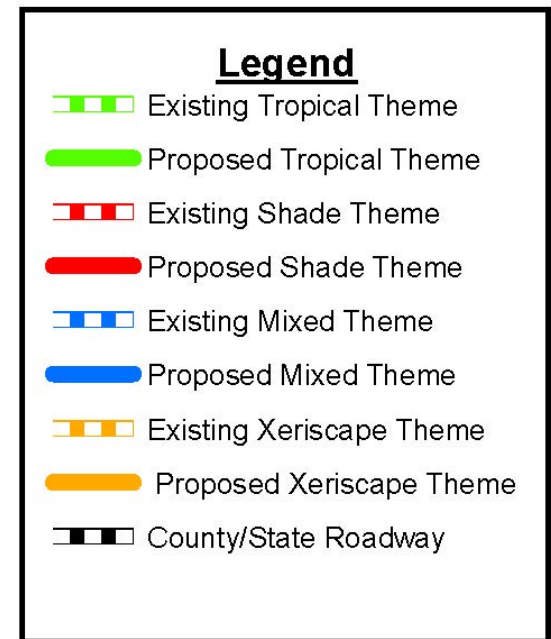 Legend
Existing Tropical Theme
Proposed Tropical Theme
Existing Shade Theme
Proposed Shade Theme
Existing Mixed Theme
Proposed Mixed Theme
Existing Xeriscape Theme
Proposed Xeriscape Theme
County/State Roadway